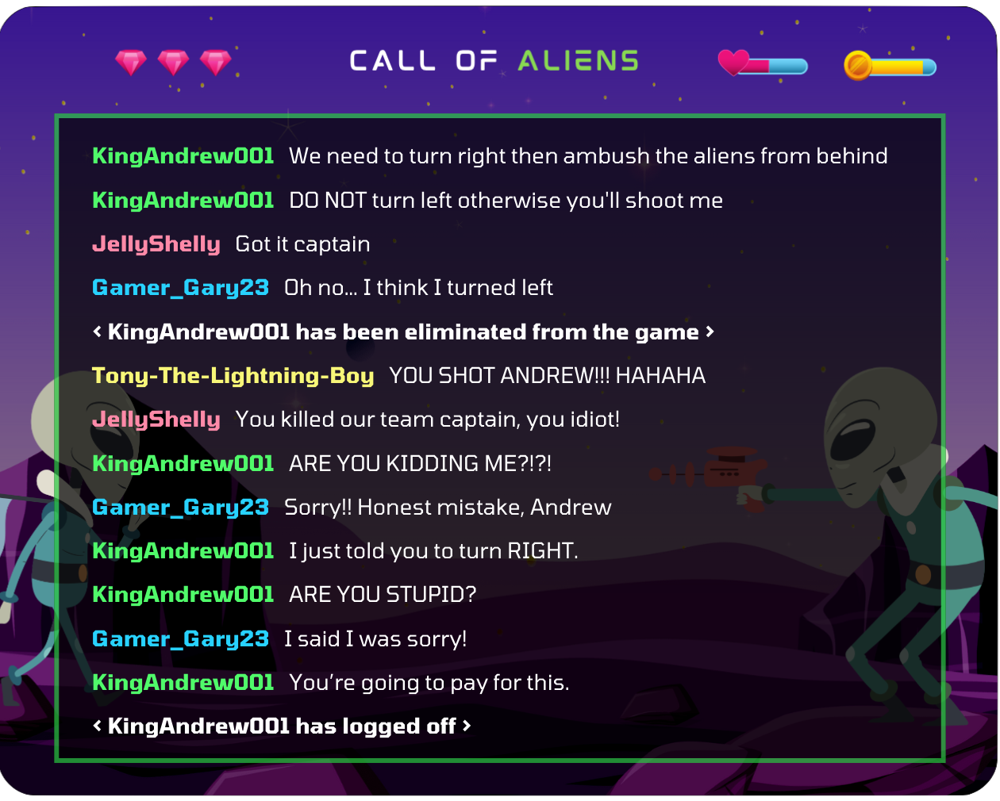 CALL OF ALIENS
KingAndrew001 We need to turn right then ambush the aliens from behind
KingAndrew001 DO NOT turn left otherwise you'll shoot me
JellyShelly Got it captain
Gamer_Gary23 Oh no... I think I turned left
< KingAndrew001 has been eliminated from the game >
Tony-The-Lightning-Boy YOU SHOT ANDREW!!! HAHAHA
JellyShelly You killed our team captain, you idiot!
KingAndrew001 ARE YOU KIDDING ME?!?!
Gamer_Gary23 Sorry!! Honest mistake, Andrew
KingAndrew001 I just told you to turn RIGHT.
KingAndrew001 ARE YOU STUPID?
Gamer_Gary23 I said I was sorry!
KingAndrew001 You’re going to pay for this.
< KingAndrew001 has logged off >